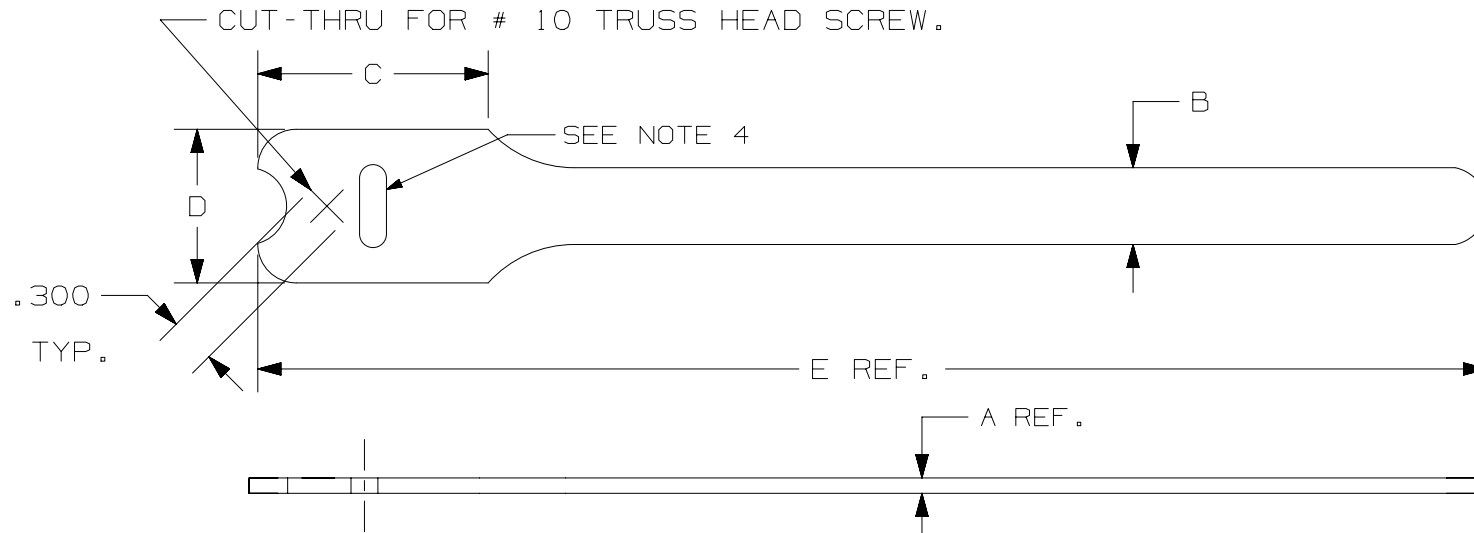 CUT-THRU FOR # 10 TRUSS HEAD SCREW.
C
B
SEE NOTE 4
D
.300
TYP.
E REF.
A REF.